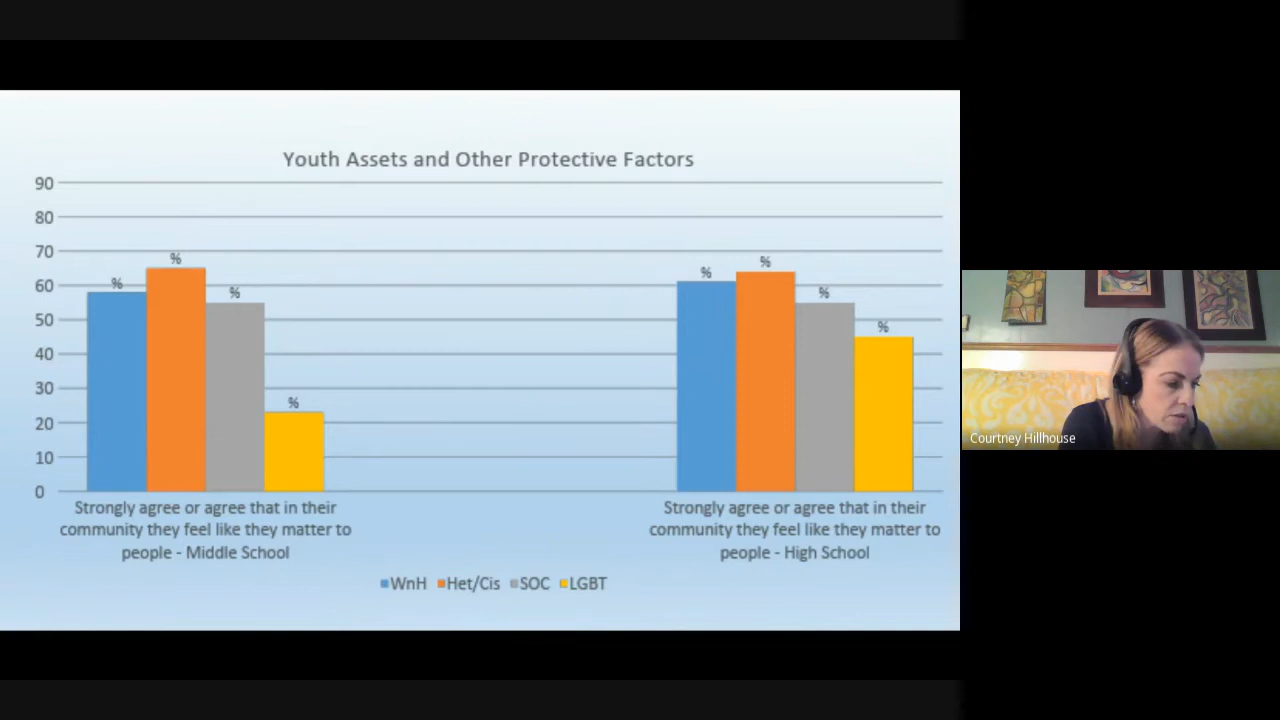 Youth Assets and Other Protective Factors
90
80
70
60
50
40
30
20
10
0
%
%
%
%
%
%
%
%
Strongly agree or agree that in their
community they feel like they matter to
people - Middle School
Strongly agree or agree that in their
community they feel like they matter to
people - High School
WnH Het/Cis SOC LGBT
Courtney Hillhouse